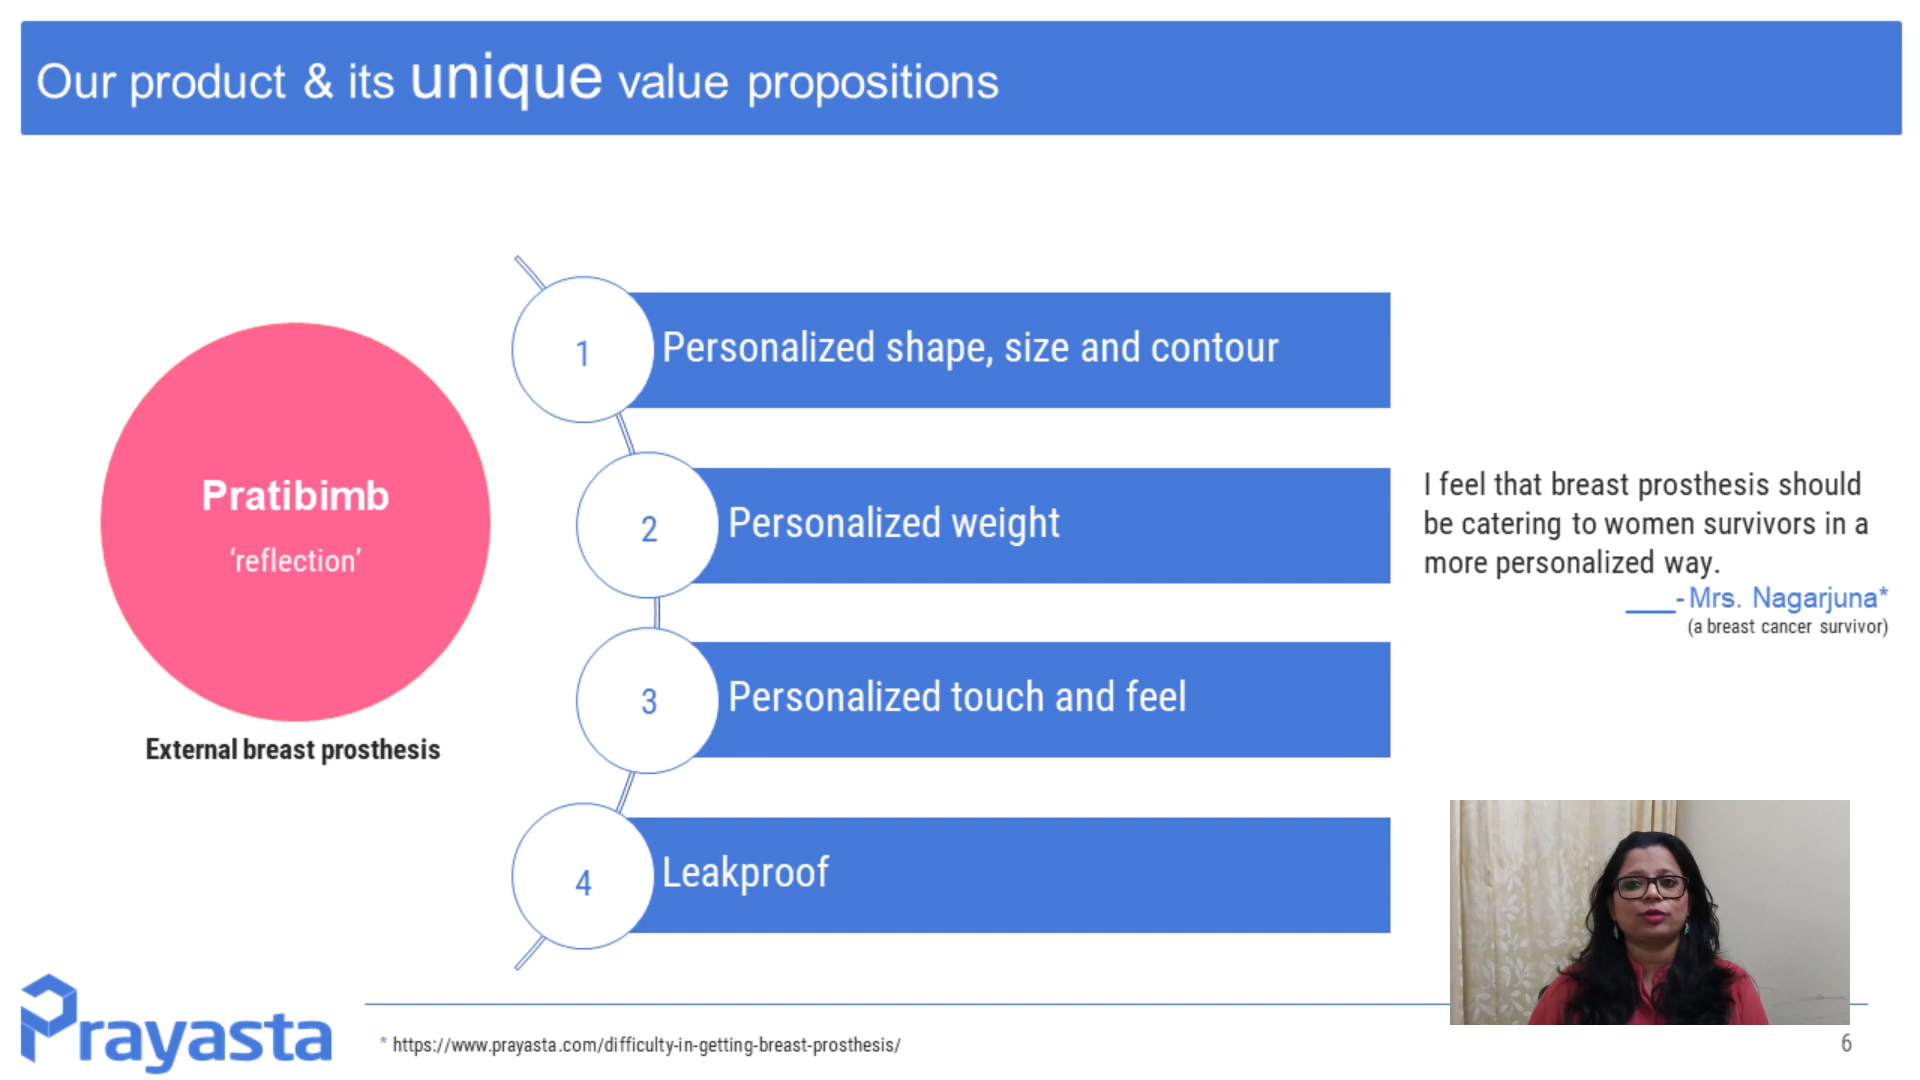 Our product & its unique value propositions
Pratibimb
‘reflection’
External breast prosthesis
1
Personalized shape, size and contour
2
Personalized weight
3
Personalized touch and feel
4
Leakproof
I feel that breast prosthesis should
be catering to women survivors in a
more personalized way.
___- Mrs. Nagarjuna*
(a breast cancer survivor)
Prayasta
* https://www.prayasta.com/difficulty-in-getting-breast-prosthesis/
6